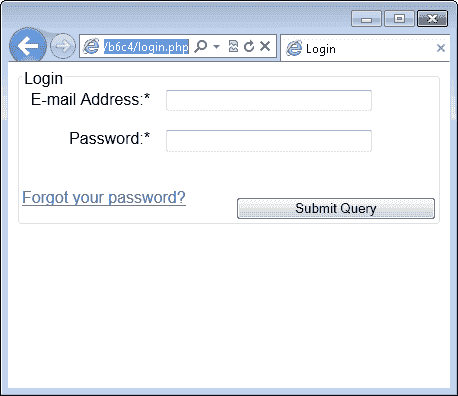 /b6c4/login.php
Login
Login
E-mail Address:*
Password:*
Forgot your password?
Submit Query